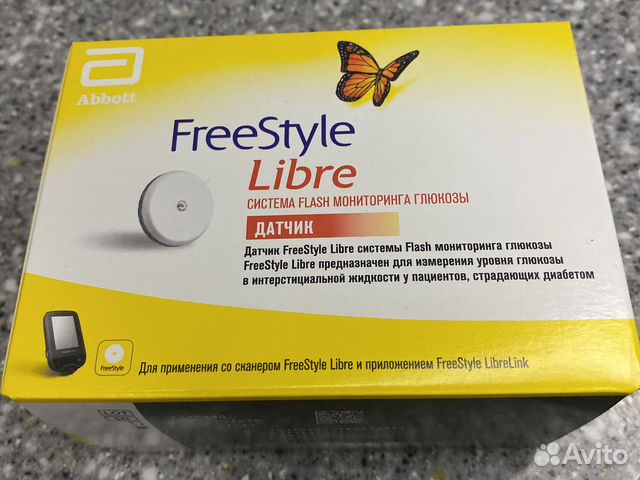 Abbott
FreeStyle
Libre
СИСТЕМА FLASH МОНИТОРИНГА ГЛЮКОЗЫ
ДАТЧИК
Датчик FreeStyle Libre системы Flash мониторинга глюкозы
FreeStyle Libre предназначен для измерения уровня глюкозы
в интерстициальной жидкости у пациентов, страдающих диабетом
FreeStyle
Для применения со сканером FreeStyle Libre и приложением FreeStyle LibreLink
LOT
Avito